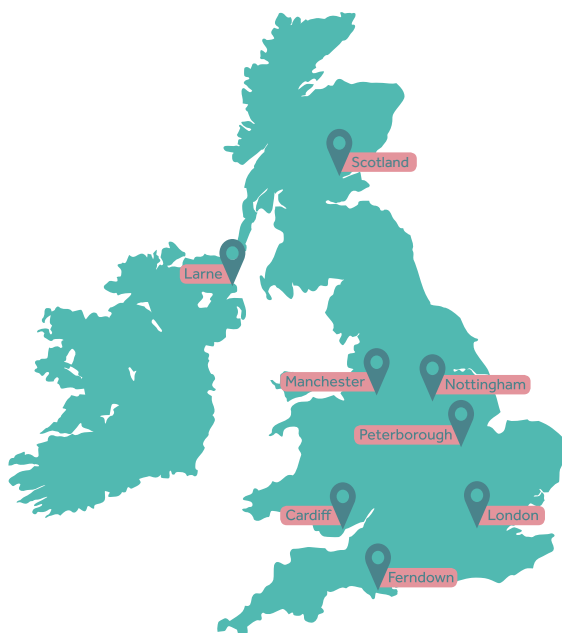 Scotland
Larne
Manchester
Nottingham
Peterborough
Cardiff
London
Ferndown